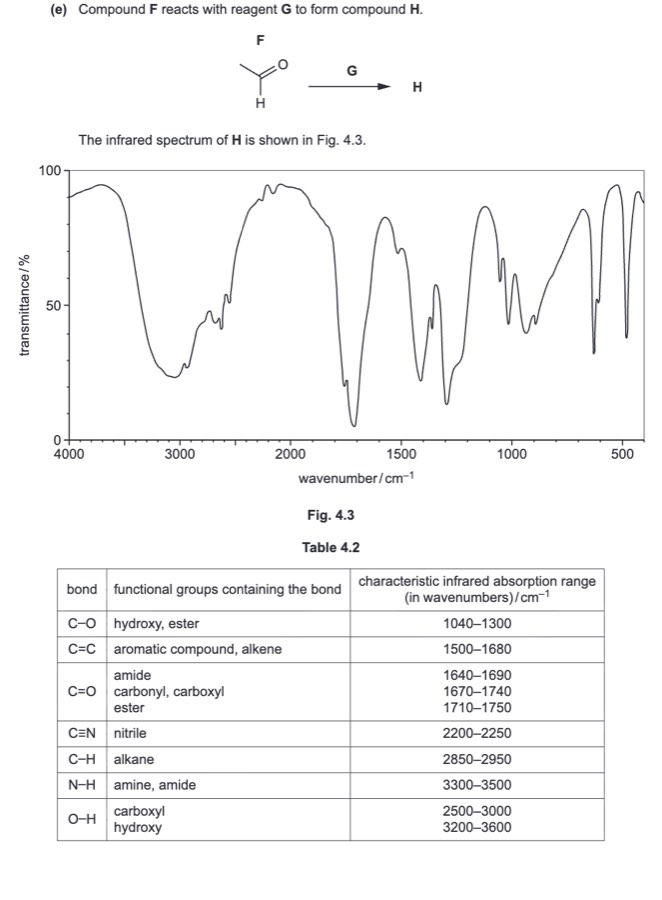 (e) Compound F reacts with reagent G to form compound H.
F
O
H
G
H
The infrared spectrum of H is shown in Fig. 4.3.
100
50
0
transmittance / %
4000 3000 2000 1500 1000 500
wavenumber / cm⁻¹
Fig. 4.3
Table 4.2
bond functional groups containing the bond characteristic infrared absorption range
(in wavenumbers) / cm⁻¹
C–O hydroxy, ester 1040–1300
C=C aromatic compound, alkene 1500–1680
amide 1640–1690
C=O carbonyl, carboxyl 1670–1740
ester 1710–1750
C≡N nitrile 2200–2250
C–H alkane 2850–2950
N–H amine, amide 3300–3500
O–H carboxyl 2500–3000
hydroxy 3200–3600